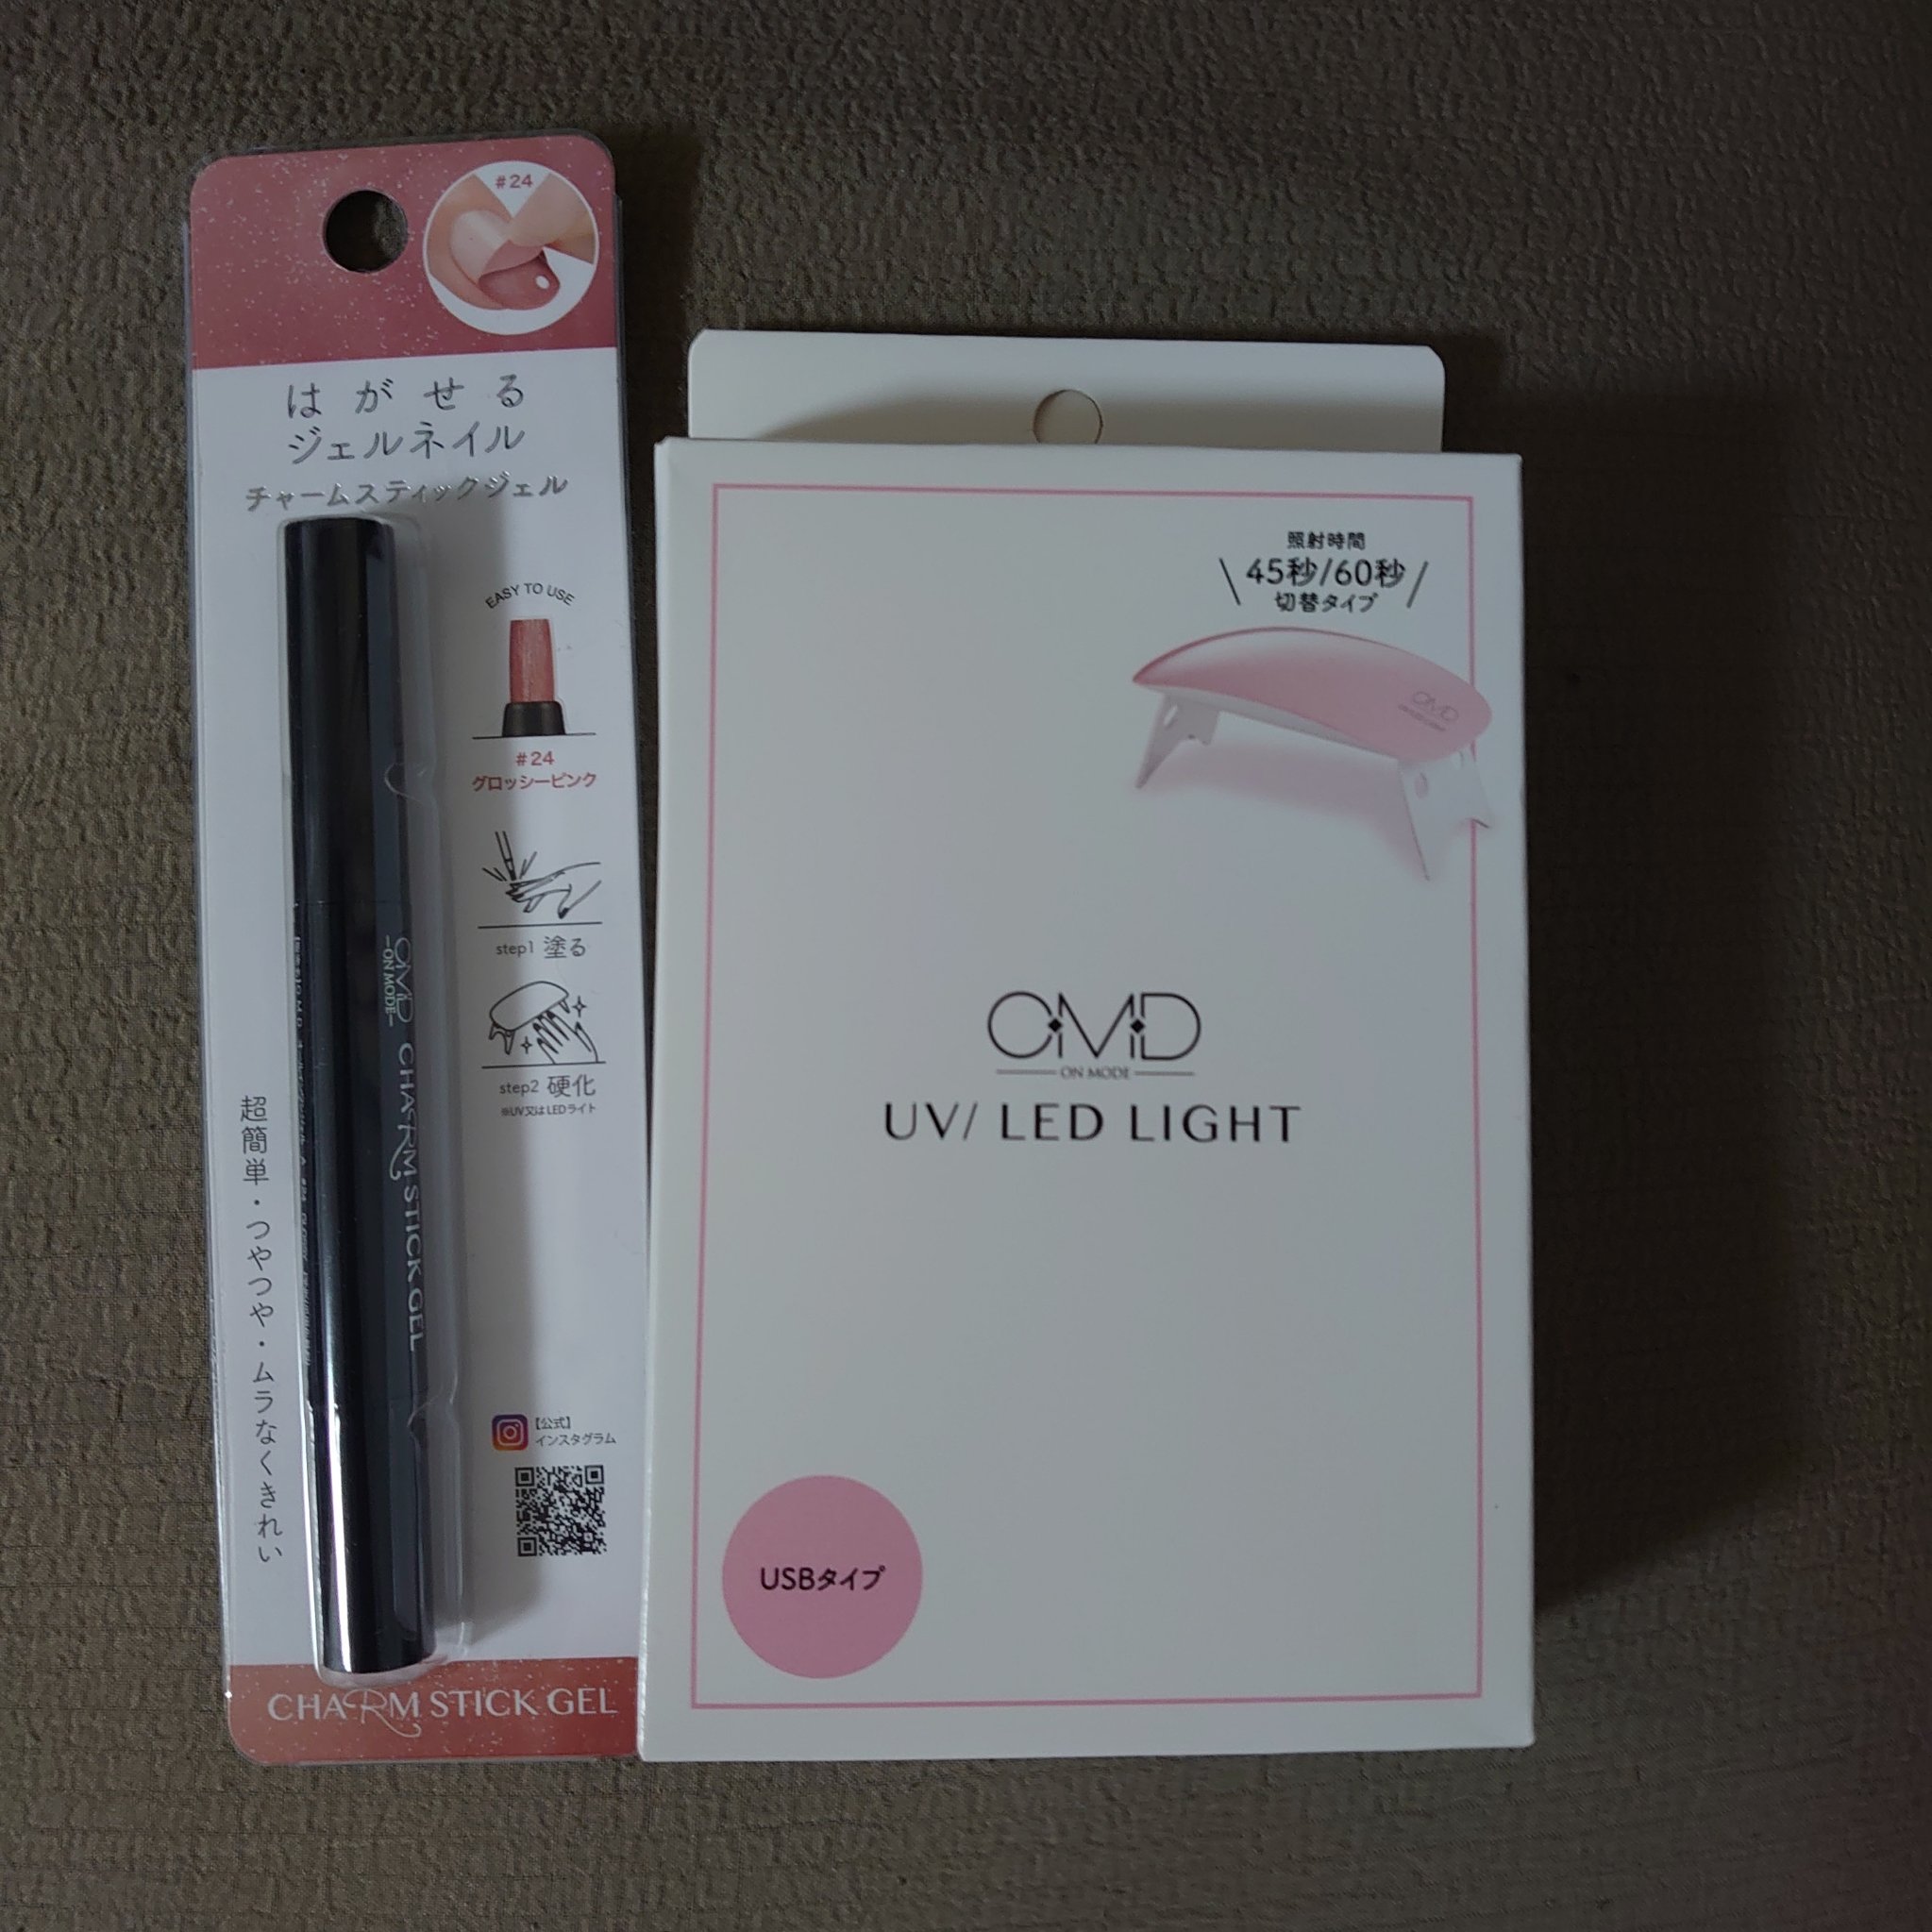 #24
はがせる
ジェルネイル
チャームスティックジェル
EASY TO USE
#24
グロッシーピンク
step1 塗る
step2 硬化
※UV又はLEDライト
OMD
ON MODE
CHARM STICK GEL
超簡単・つやつや・ムラなくきれい
【公式】
インスタグラム
CHARM STICK GEL
照射時間
45秒/60秒
切替タイプ
OMD
OMD
ON MODE
UV/ LED LIGHT
USBタイプ